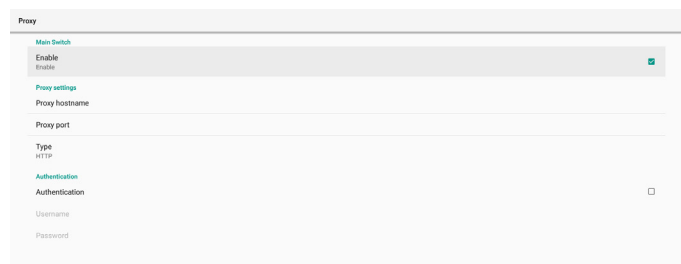 Proxy
Main Switch
Enable
Enable
Proxy settings
Proxy hostname
Proxy port
Type
HTTP
Authentication
Authentication
Username
Password